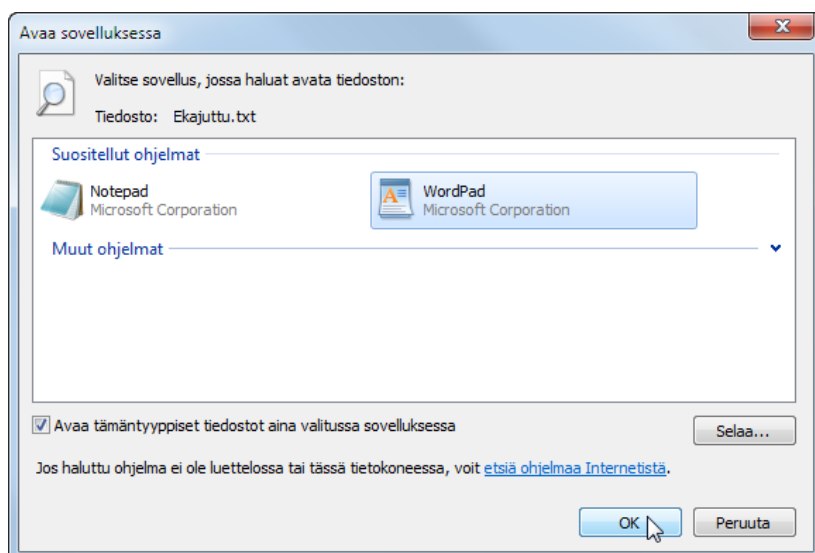 Avaa sovelluksessa
Valitse sovellus, jossa haluat avata tiedoston:
Tiedosto: Ekajuttu.txt
Suositellut ohjelmat
Notepad
Microsoft Corporation
WordPad
Microsoft Corporation
Muut ohjelmat
Avaa tämäntyyppiset tiedostot aina valitussa sovelluksessa
Selaa...
Jos haluttu ohjelma ei ole luettelossa tai tässä tietokoneessa, voit etsiä ohjelmaa Internetistä.
OK
Peruuta